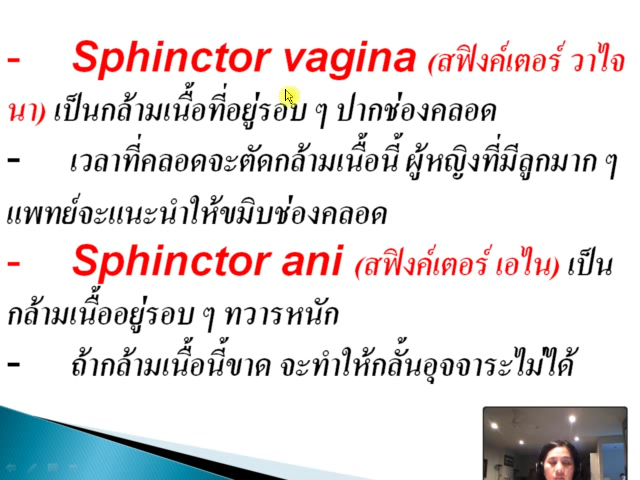 - Sphinctor vagina (สฟิงค์เตอร์ วาใจ
นา) เป็นกล้ามเนื้อที่อยู่รอบ ๆ ปากช่องคลอด
- เวลาที่คลอดจะตัดกล้ามเนื้อนี้ ผู้หญิงที่มีลูกมาก ๆ
แพทย์จะแนะนำให้ขมิบช่องคลอด
- Sphinctor ani (สฟิงค์เตอร์ เอไน) เป็น
กล้ามเนื้ออยู่รอบ ๆ ทวารหนัก
- ถ้ากล้ามเนื้อนี้ขาด จะทำให้กลั้นอุจจาระไม่ได้